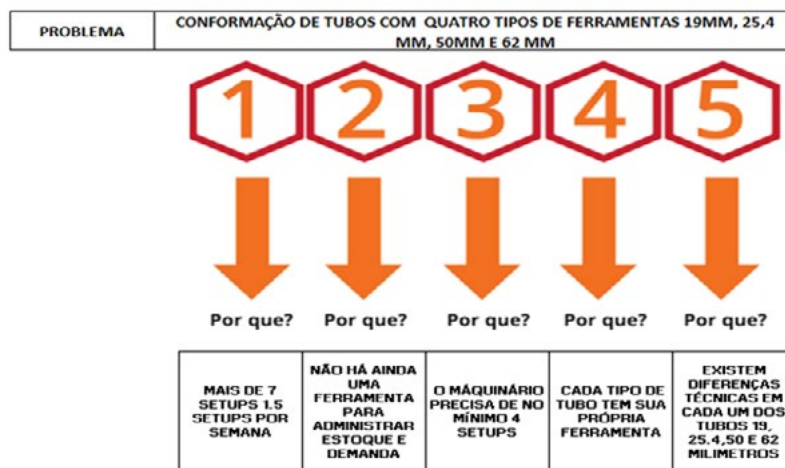 PROBLEMA
CONFORMAÇÃO DE TUBOS COM QUATRO TIPOS DE FERRAMENTAS 19MM, 25,4
MM, 50MM E 62 MM
1 2 3 4 5
Por que? Por que? Por que? Por que? Por que?
MAIS DE 7
SETUPS 1.5
SETUPS POR
SEMANA
NÃO HÁ AINDA
UMA
FERRAMENTA
PARA
ADMINISTRAR
ESTOQUE E
DEMANDA
O MÁQUINÁRIO
PRECISA DE NO
MÍNIMO 4
SETUPS
CADA TIPO DE
TUBO TEM SUA
PRÓPRIA
FERRAMENTA
EXISTEM
DIFERENÇAS
TÉCNICAS EM
CADA UM DOS
TUBOS 19,
25.4,50 E 62
MILIMETROS